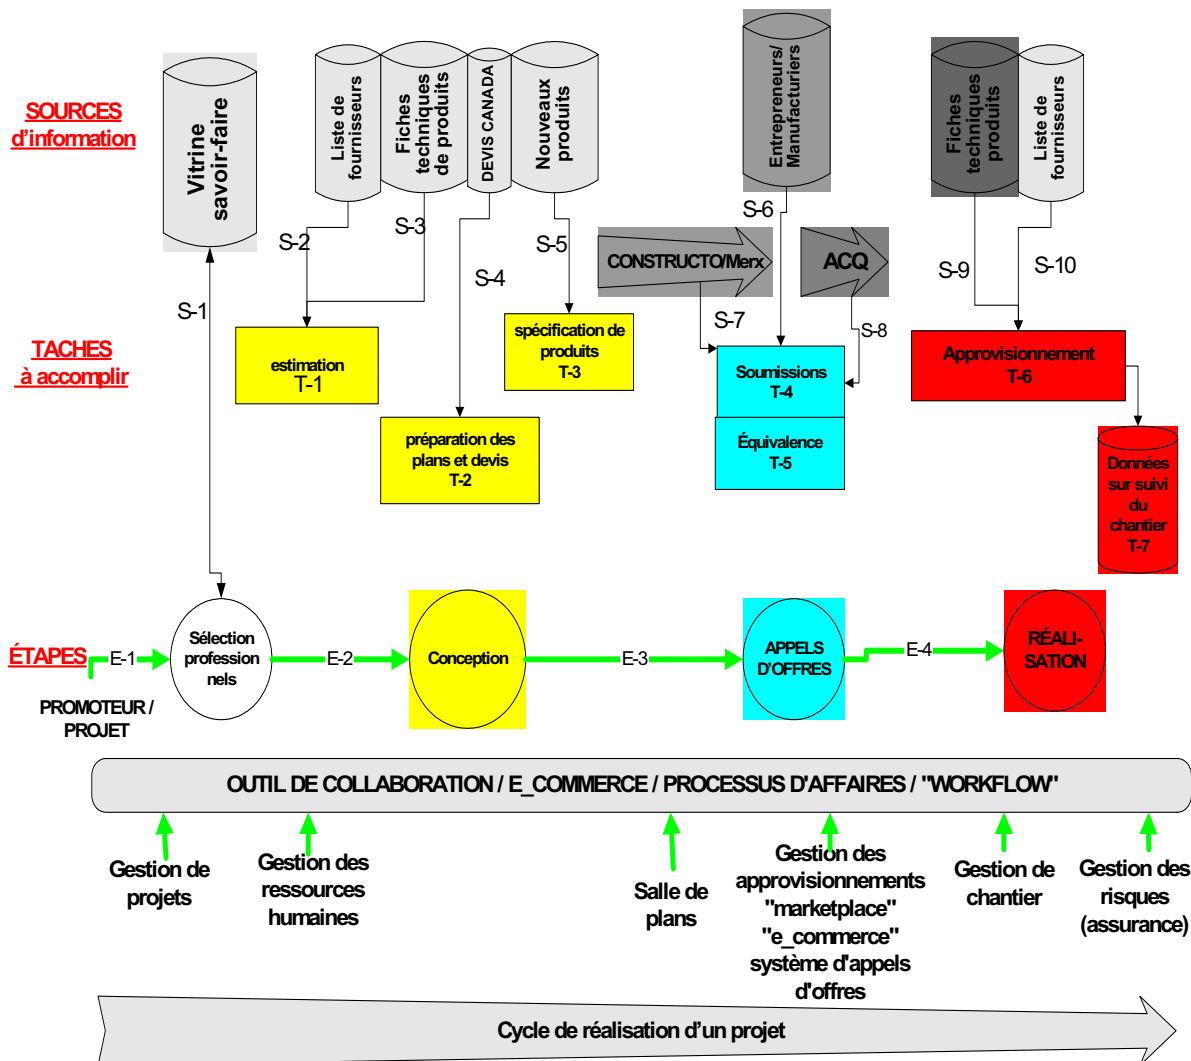 SOURCES
d'information
Vitrine
savoir-faire
Liste de
fournisseurs
Fiches
techniques
de produits
DEVIS CANADA
Nouveaux
produits
Entrepreneurs/
Manufacturiers
Fiches
techniques
produits
Liste de
fournisseurs
S-1
S-2
S-3
S-4
S-5
S-6
CONSTRUCTO/Merx
ACQ
S-7
S-8
S-9
S-10
TACHES
à accomplir
estimation
T-1
préparation des
plans et devis
T-2
spécification de
produits
T-3
Soumissions
T-4
Équivalence
T-5
Approvisionnement
T-6
Données
sur suivi
du
chantier
T-7
ÉTAPES
E-1
PROMOTEUR /
PROJET
Sélection
profession
nels
E-2
Conception
E-3
APPELS
D'OFFRES
E-4
RÉALI-
SATION
OUTIL DE COLLABORATION / E_COMMERCE / PROCESSUS D'AFFAIRES / "WORKFLOW"
Gestion de
projets
Gestion des
ressources
humaines
Salle de
plans
Gestion des
approvisionnements
"marketplace"
"e_commerce"
système d'appels
d'offres
Gestion de
chantier
Gestion des
risques
(assurance)
Cycle de réalisation d'un projet